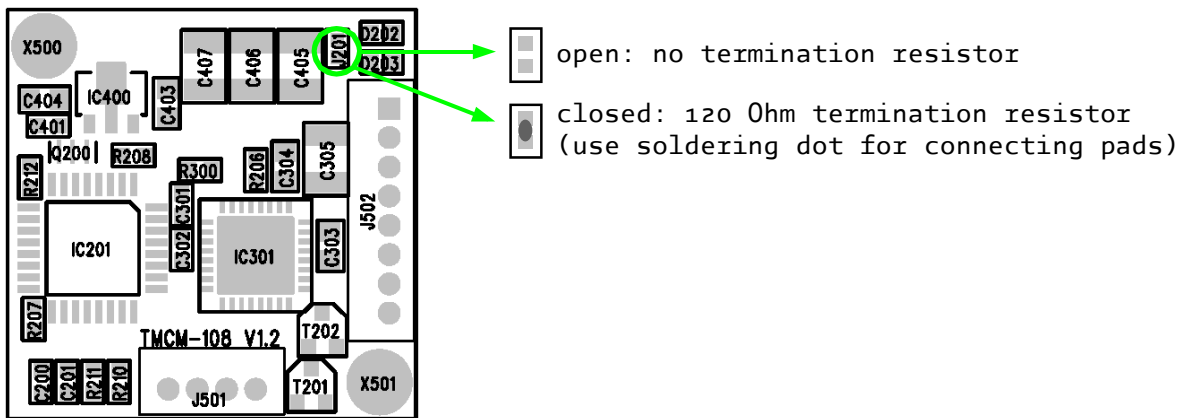 X500
C407
C406
C405
J201
D202
D203
open: no termination resistor
closed: 120 Ohm termination resistor
(use soldering dot for connecting pads)
C404
IC400
C403
C401
Q200
R208
R212
R300
R206
C304
C305
C301
J502
IC201
C302
IC301
C303
R207
TMCM-108 V1.2
T202
C200
C201
R211
R210
J501
T201
X501